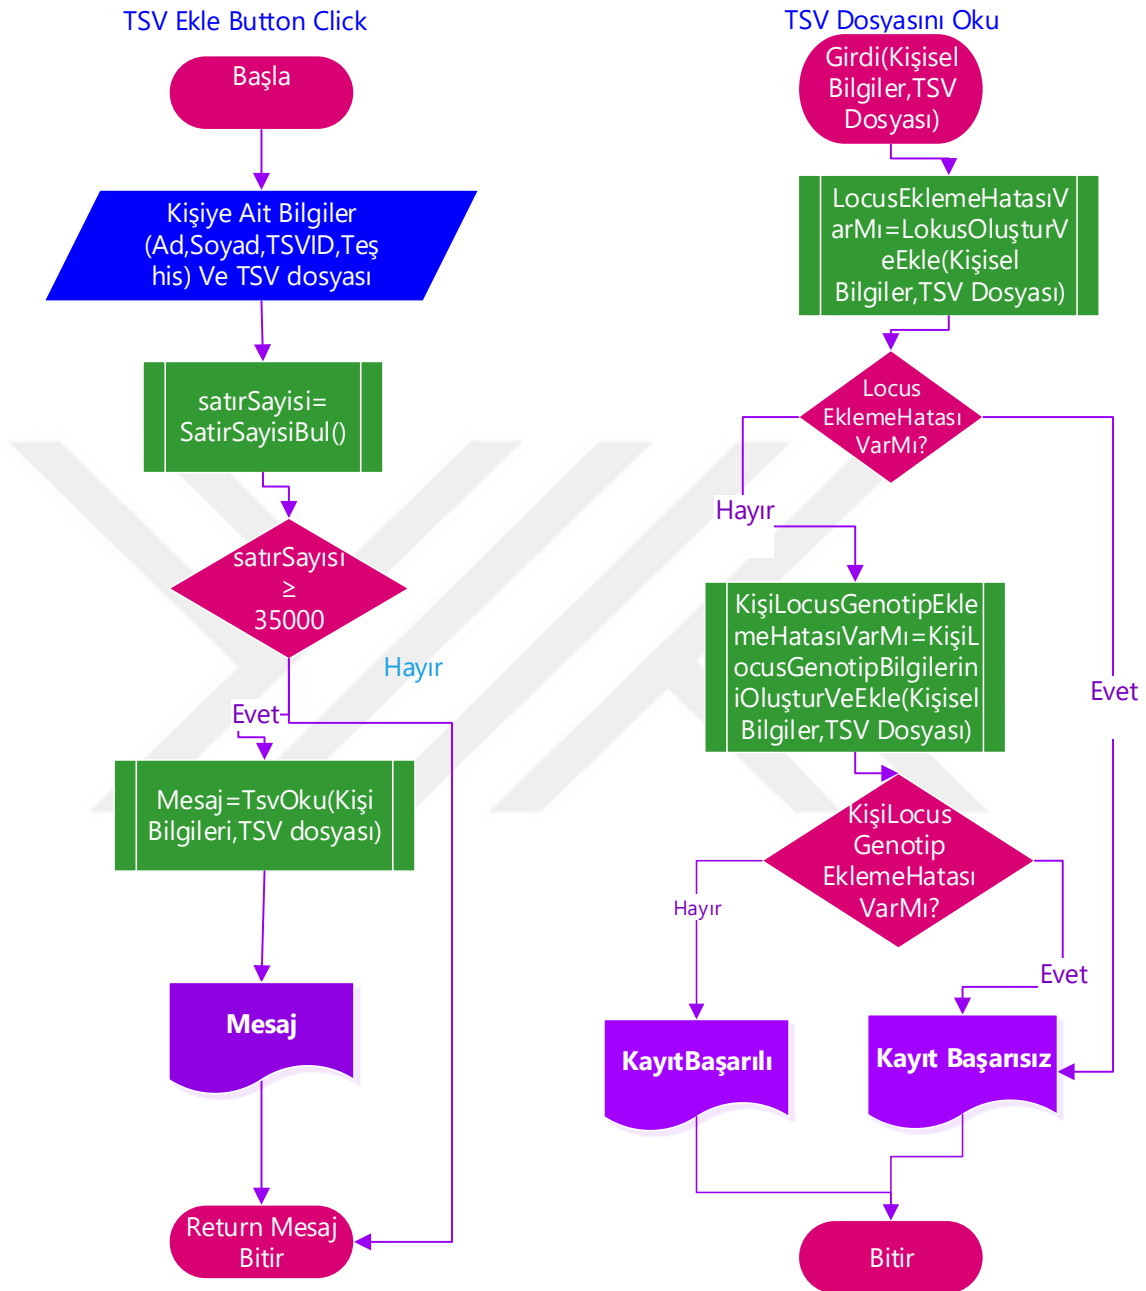 TSV Ekle Button Click
Başla
Kişiye Ait Bilgiler
(Ad,Soyad,TSVID,Teş
his) Ve TSV dosyası
satırSayisi=
SatirSayisiBul()
satırSayısı
≥
35000
Hayır
Evet
Mesaj=TsvOku(Kişi
Bilgileri,TSV dosyası)
Mesaj
Return Mesaj
Bitir
TSV Dosyasını Oku
Girdi(Kişisel
Bilgiler,TSV
Dosyası)
LocusEklemeHatasıV
arMı=LokusOluşturV
eEkle(Kişisel
Bilgiler,TSV Dosyası)
Locus
EklemeHatası
VarMı?
Hayır
Evet
KişiLocusGenotipEkle
meHatasıVarMı=KişiL
ocusGenotipBilgilerin
iOluşturVeEkle(Kişisel
Bilgiler,TSV Dosyası)
KişiLocus
Genotip
EklemeHatası
VarMı?
Hayır
Evet
KayıtBaşarılı
Kayıt Başarısız
Bitir